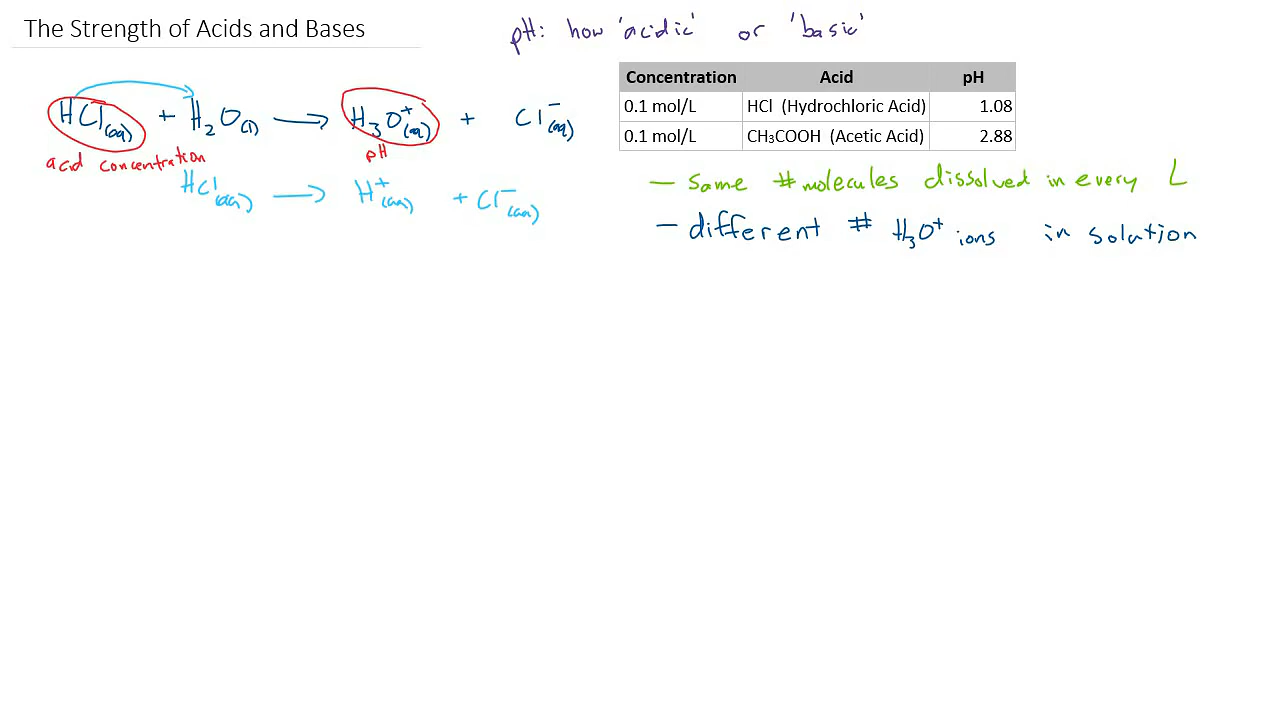 The Strength of Acids and Bases
pH: how 'acidic' or 'basic'
HCl(aq) + H₂O(l) → H₃O⁺(aq) + Cl⁻(aq)
acid concentration
pH
HCl(aq) → H⁺(aq) + Cl⁻(aq)
Concentration Acid pH
0.1 mol/L HCl (Hydrochloric Acid) 1.08
0.1 mol/L CH₃COOH (Acetic Acid) 2.88
– same # molecules dissolved in every L
– different # H₃O⁺ ions in solution